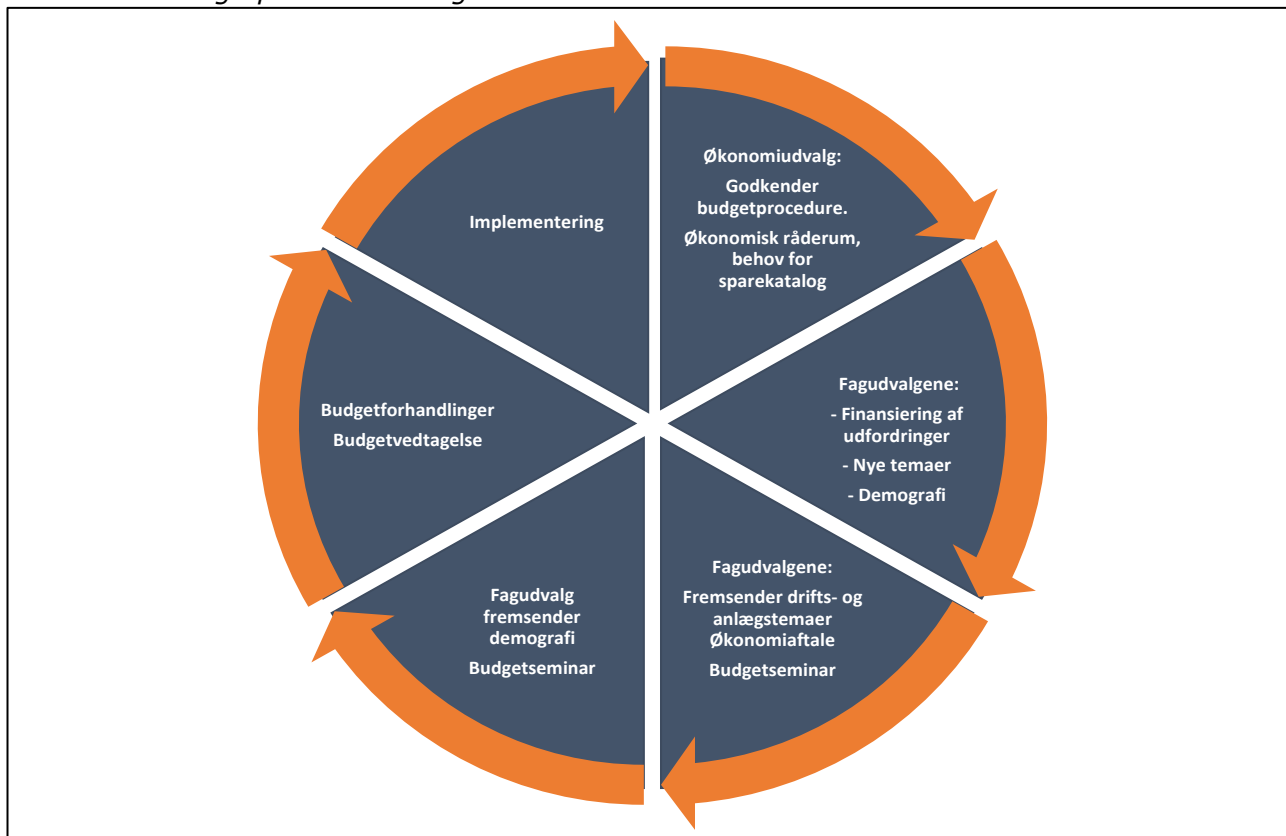 Økonomiudvalg:
Godkender
budgetprocedure.
Økonomisk råderum,
behov for
sparekatalog
Fagudvalgene:
- Finansiering af
udfordringer
- Nye temaer
- Demografi
Fagudvalgene:
Fremsender drifts- og
anlægstemaer
Økonomiaftale
Budgetseminar
Fagudvalg
fremsender
demografi
Budgetseminar
Budgetforhandlinger
Budgetvedtagelse
Implementering